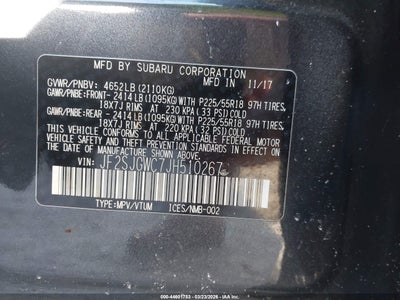 MFD BY SUBARU CORPORATION
GVWR/PNBV: 4652LB(2110KG) 11/17
GAWR/PNBE:FRONT- 2414LB(1095KG)WITH P225/55R18 97H TIRES,
18X7J RIMS AT 230 KPA(33 PSI)COLD
GAWR/PNBE:REAR - 2414LB(1095KG)WITH P225/55R18 97H TIRES,
18X7J RIMS AT 220 KPA(32 PSI)COLD
THIS VEHICLE CONFORMS TO ALL APPLICABLE FEDERAL MOTOR
VEHICLE SAFETY AND THEFT PREVENTION STANDARDS IN EFFECT
ON THE DATE OF MANUFACTURE SHOWN ABOVE.
VIN: JF2SJGWC7JH510267
TYPE:MPV/VTUM ICES/NMB-002
000-44601753 - 03/23/2026 - IAA